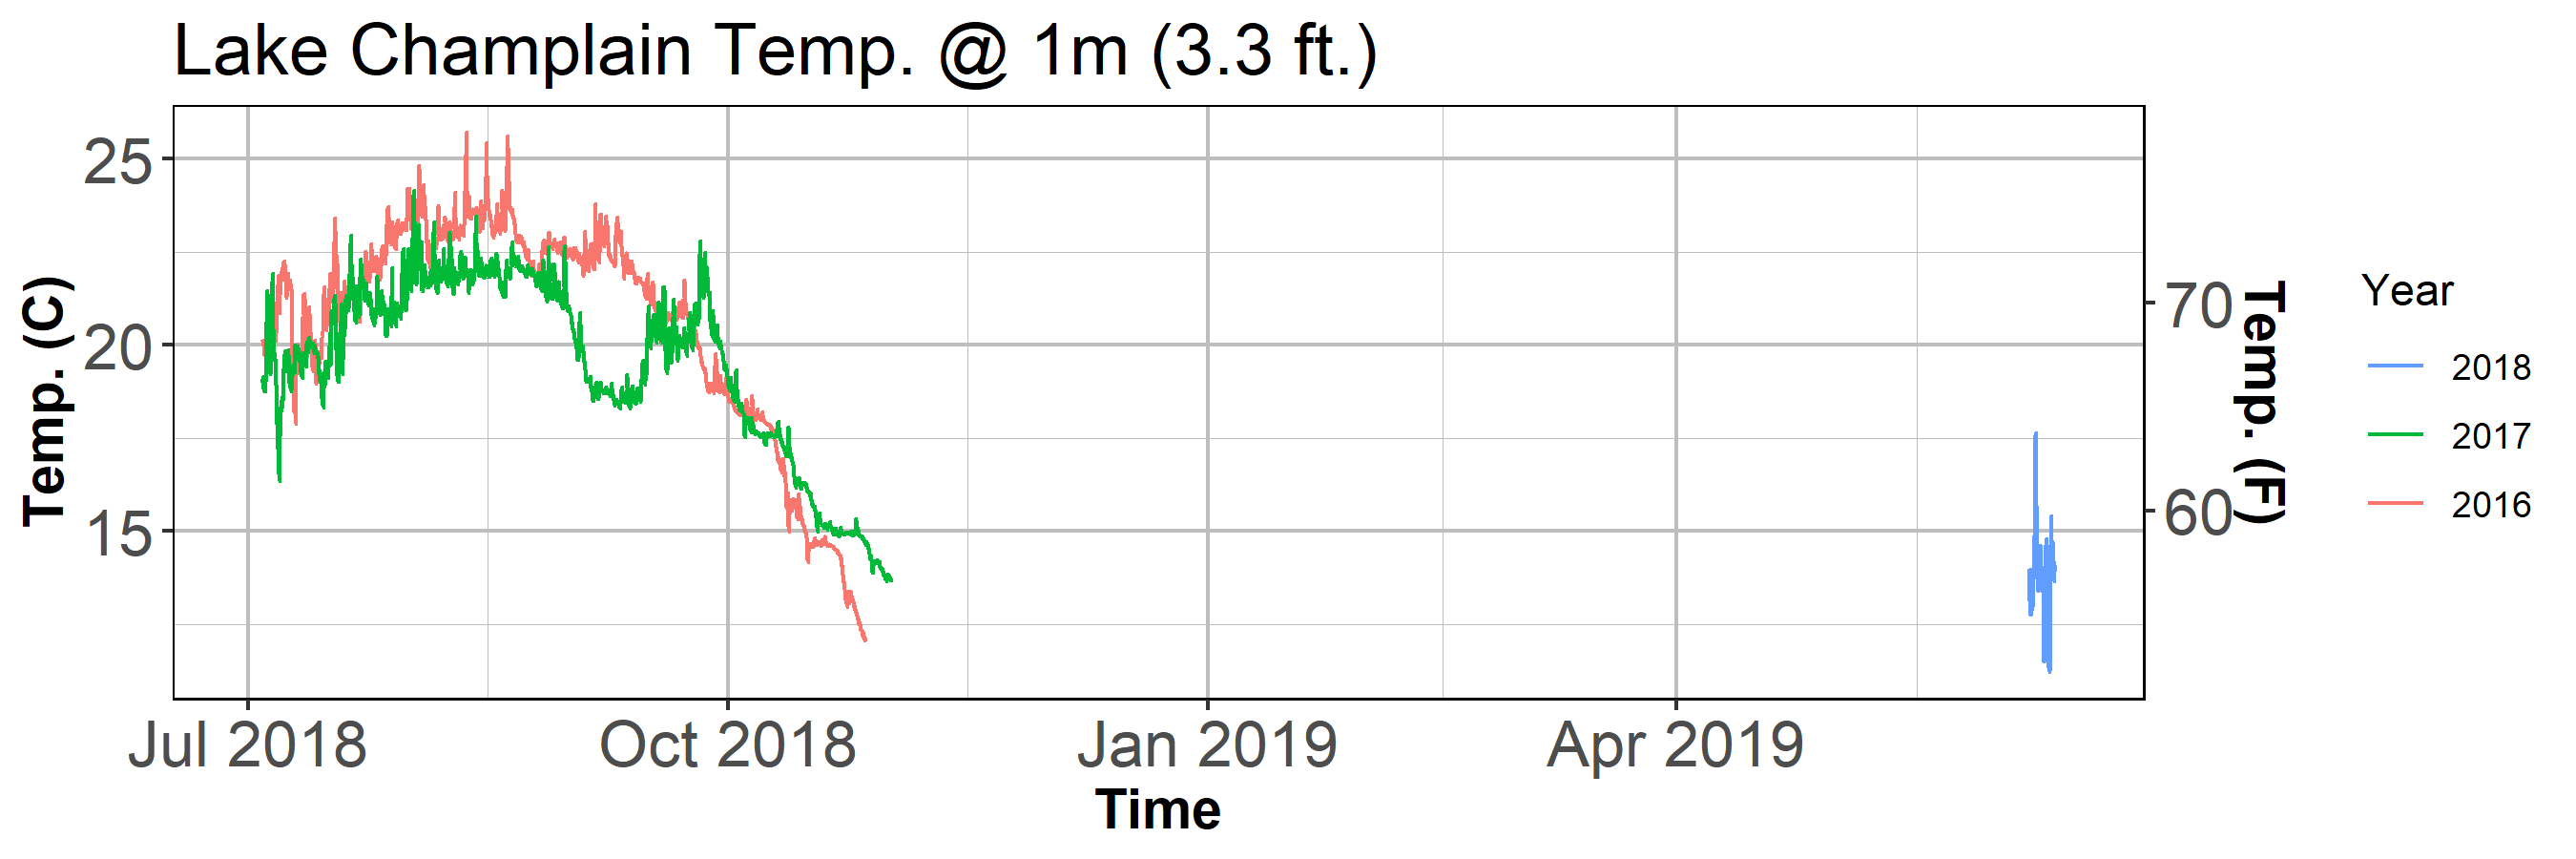 Lake Champlain Temp. @ 1m (3.3 ft.)
Temp. (C)
25
20
15
Jul 2018
Oct 2018
Jan 2019
Apr 2019
Time
70
60
Temp. (F)
Year
2018
2017
2016